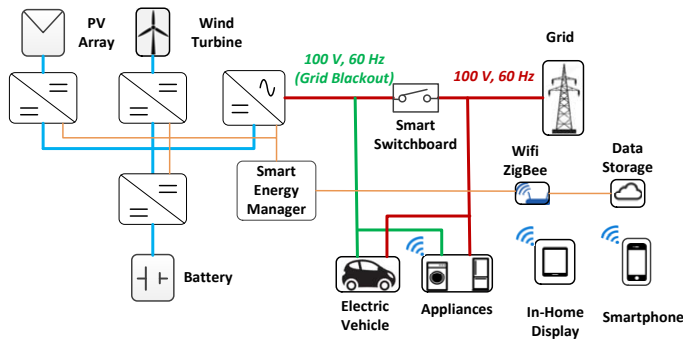 PV
Array
Wind
Turbine
Grid
100 V, 60 Hz
(Grid Blackout)
100 V, 60 Hz
Smart
Switchboard
Smart
Energy
Manager
Wifi
ZigBee
Data
Storage
Battery
Electric
Vehicle
Appliances
In-Home
Display
Smartphone